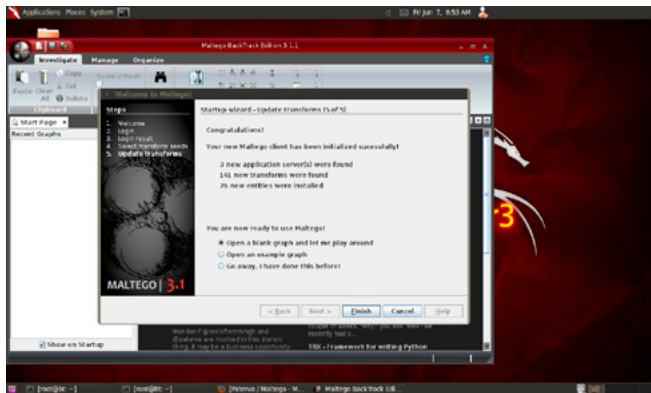 Applications Places System
Fri Jun 7, 6:53 AM
Maltego BackTrack Edition 3.1.1
Investigate Manage Organize
Copy
Cut
Paste Clear All Delete
Clipboard
Welcome to Maltego!
Start Page
Recent Graphs
Steps
1. Welcome
2. Login
3. Login result
4. Select transform seeds
5. Update transforms
Startup wizard - Update transforms (5 of 5)
Congratulations!
Your new Maltego client has been initialized sucessfully!
3 new application server(s) were found
141 new transforms were found
76 new entities were installed
You are now ready to use Maltego!
Open a blank graph and let me play around
Open an example graph
Go away, I have done this before!
MALTEGO | 3.1
< Back Next > Finish Cancel Help
Show on Startup
TRX - Framework for writing Python
3
[root@bt: ~]
[root@bt: ~]
[Paterva / Maltego - M...
Maltego BackTrack Edi...